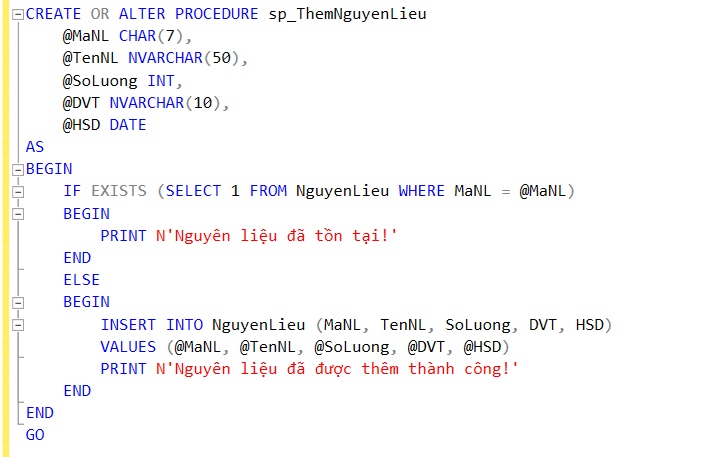 CREATE OR ALTER PROCEDURE sp_ThemNguyenLieu
    @MaNL CHAR(7),
    @TenNL NVARCHAR(50),
    @SoLuong INT,
    @DVT NVARCHAR(10),
    @HSD DATE
AS
BEGIN
    IF EXISTS (SELECT 1 FROM NguyenLieu WHERE MaNL = @MaNL)
    BEGIN
        PRINT N'Nguyên liệu đã tồn tại!'
    END
    ELSE
    BEGIN
        INSERT INTO NguyenLieu (MaNL, TenNL, SoLuong, DVT, HSD)
        VALUES (@MaNL, @TenNL, @SoLuong, @DVT, @HSD)
        PRINT N'Nguyên liệu đã được thêm thành công!'
    END
END
GO